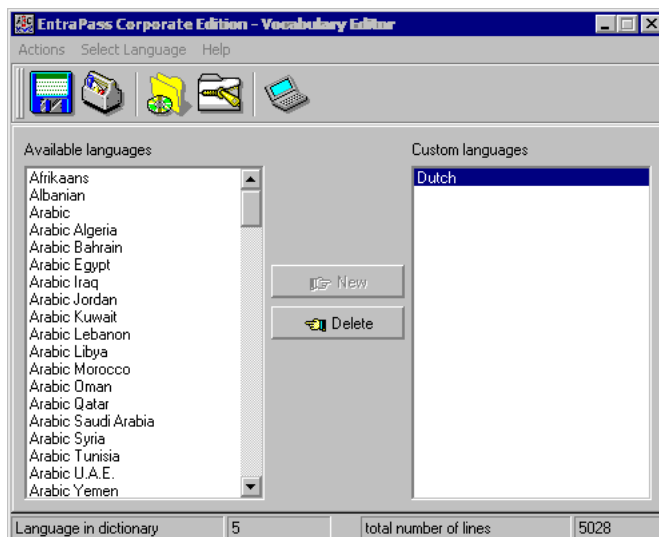 EntraPass Corporate Edition - Vocabulary Editor
Actions Select Language Help
Available languages
Custom languages
Afrikaans
Albanian
Arabic
Arabic Algeria
Arabic Bahrain
Arabic Egypt
Arabic Iraq
Arabic Jordan
Arabic Kuwait
Arabic Lebanon
Arabic Libya
Arabic Morocco
Arabic Oman
Arabic Qatar
Arabic Saudi Arabia
Arabic Syria
Arabic Tunisia
Arabic U.A.E.
Arabic Yemen
New
Delete
Dutch
Language in dictionary 5 total number of lines 5028